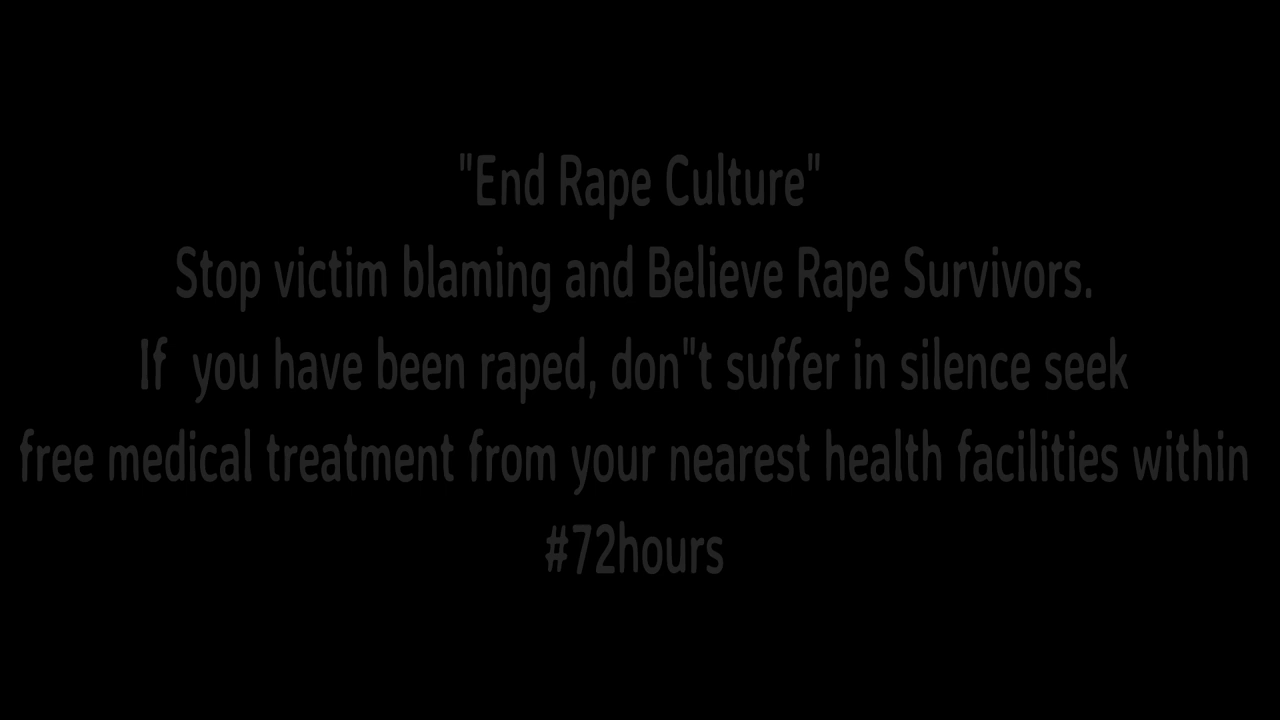 "End Rape Culture"
Stop victim blaming and Believe Rape Survivors.
If  you have been raped, don"t suffer in silence seek
free medical treatment from your nearest health facilities within
#72hours